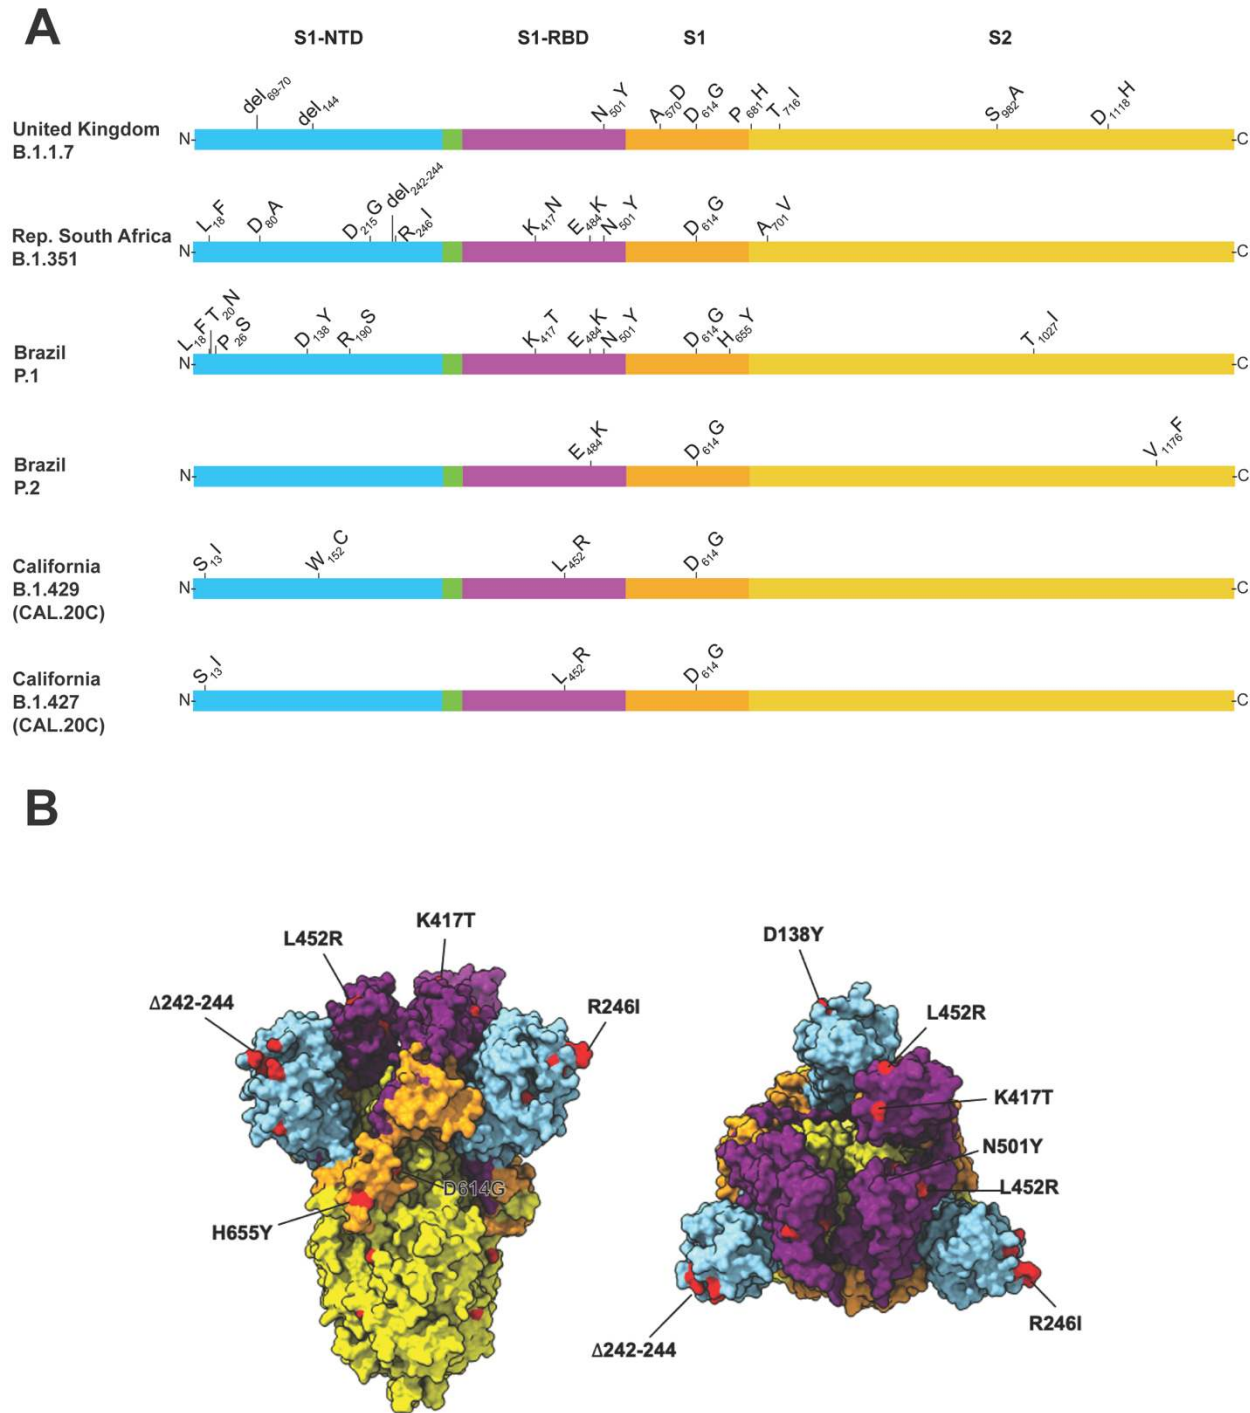 A
S1-NTD S1-RBD S1 S2
del69-70 del144 N501Y A570D D614G P681H T716I S982A D1118H
United Kingdom
B.1.1.7
N C
L18F D80A D215G del242-244 R246I K417N E484K N501Y D614G A701V
Rep. South Africa
B.1.351
N C
L18F T20N P26S D138Y R190S K417T E484K N501Y D614G H655Y T1027I
Brazil
P.1
N C
E484K D614G V1176F
Brazil
P.2
N C
S13I W152C L452R D614G
California
B.1.429
(CAL.20C)
N C
S13I L452R D614G
California
B.1.427
(CAL.20C)
N C
B
K417T
L452R
Δ242-244
R246I
D614G
H655Y
D138Y
L452R
K417T
N501Y
L452R
R246I
Δ242-244